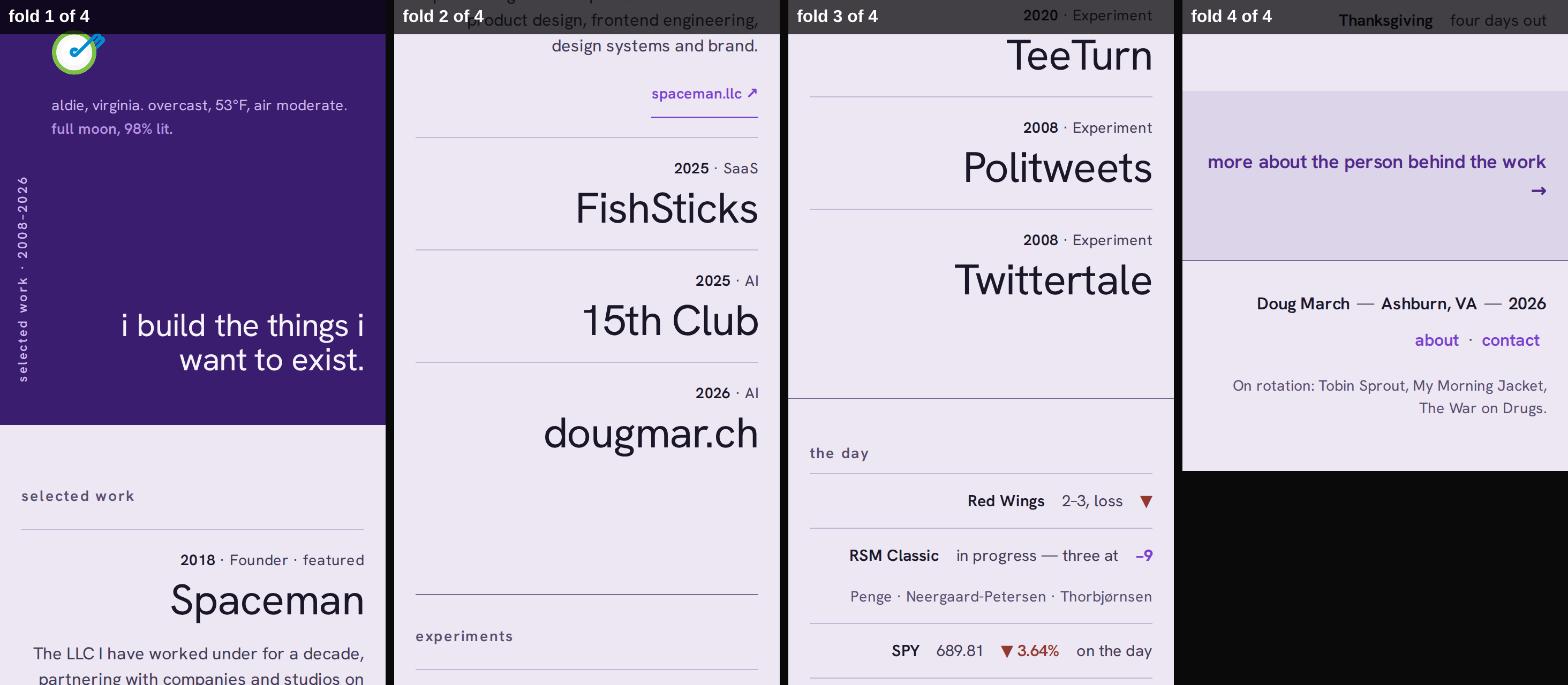 fold 1 of 4
aldie, virginia. overcast, 53°F, air moderate.
full moon, 98% lit.
selected work · 2008–2026
i build the things i
want to exist.
selected work
2018 · Founder · featured
Spaceman
The LLC I have worked under for a decade,
partnering with companies and studios on
fold 2 of 4
product design, frontend engineering,
design systems and brand.
spaceman.llc ↗
2025 · SaaS
FishSticks
2025 · AI
15th Club
2026 · AI
dougmar.ch
experiments
fold 3 of 4
2020 · Experiment
TeeTurn
2008 · Experiment
Politweets
2008 · Experiment
Twittertale
the day
Red Wings 2–3, loss ▼
RSM Classic in progress — three at −9
Penge · Neergaard-Petersen · Thorbjørnsen
SPY 689.81 ▼ 3.64% on the day
fold 4 of 4
Thanksgiving four days out
more about the person behind the work
→
Doug March — Ashburn, VA — 2026
about · contact
On rotation: Tobin Sprout, My Morning Jacket,
The War on Drugs.